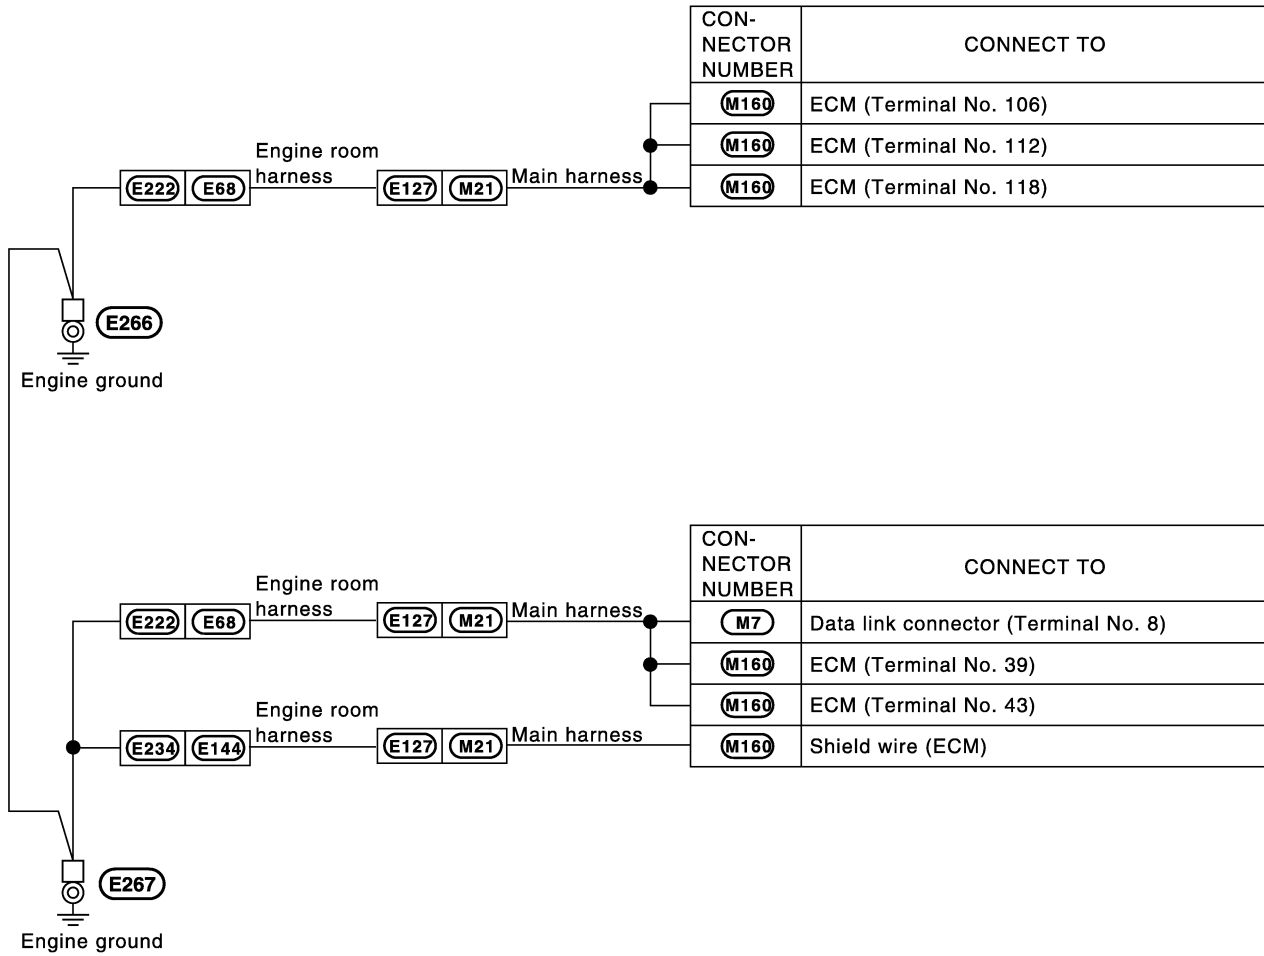 CON-
NECTOR
NUMBER
CONNECT TO
M160 ECM (Terminal No. 106)
M160 ECM (Terminal No. 112)
M160 ECM (Terminal No. 118)
Engine room
harness
E222 E68
E127 M21
Main harness
E266
Engine ground
CON-
NECTOR
NUMBER
CONNECT TO
M7 Data link connector (Terminal No. 8)
M160 ECM (Terminal No. 39)
M160 ECM (Terminal No. 43)
M160 Shield wire (ECM)
Engine room
harness
E222 E68
E127 M21
Main harness
Engine room
harness
E234 E144
E127 M21
Main harness
E267
Engine ground